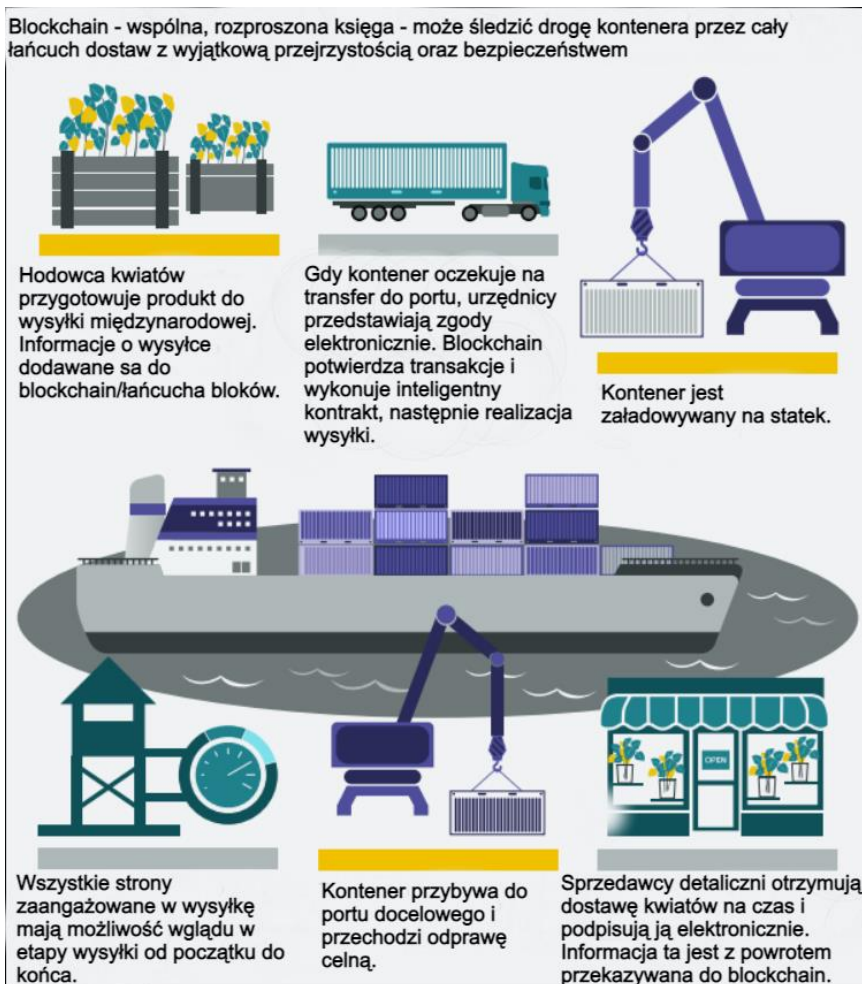 Blockchain - wspólna, rozproszona księga - może śledzić drogę kontenera przez cały
łańcuch dostaw z wyjątkową przejrzystością oraz bezpieczeństwem
Hodowca kwiatów
przygotowuje produkt do
wysyłki międzynarodowej.
Informacje o wysyłce
dodawane sa do
blockchain/łańcucha bloków.
Gdy kontener oczekuje na
transfer do portu, urzędnicy
przedstawiają zgody
elektronicznie. Blockchain
potwierdza transakcje i
wykonuje inteligentny
kontrakt, następnie realizacja
wysyłki.
Kontener jest
załadowywany na statek.
OPEN
Wszystkie strony
zaangażowane w wysyłkę
mają możliwość wglądu w
etapy wysyłki od początku do
końca.
Kontener przybywa do
portu docelowego i
przechodzi odprawę
celną.
Sprzedawcy detaliczni otrzymują
dostawę kwiatów na czas i
podpisują ją elektronicznie.
Informacja ta jest z powrotem
przekazywana do blockchain.